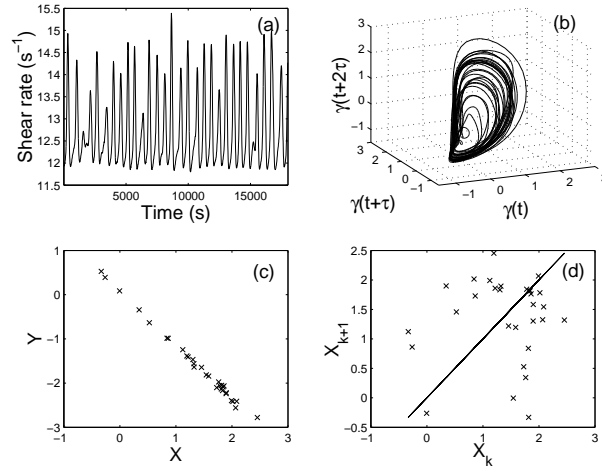 (a)
Shear rate (s⁻¹)
15.5
15
14.5
14
13.5
13
12.5
12
11.5
5000 10000 15000
Time (s)
(b)
γ(t+2τ)
3
2
1
0
−1
3
2
1
0
−1
γ(t+τ)
−1 0 1 2 3
γ(t)
(c)
Y
1
0
−1
−2
−3
−1 0 1 2 3
X
(d)
X_{k+1}
2.5
2
1.5
1
0.5
0
−0.5
−1 0 1 2 3
X_k